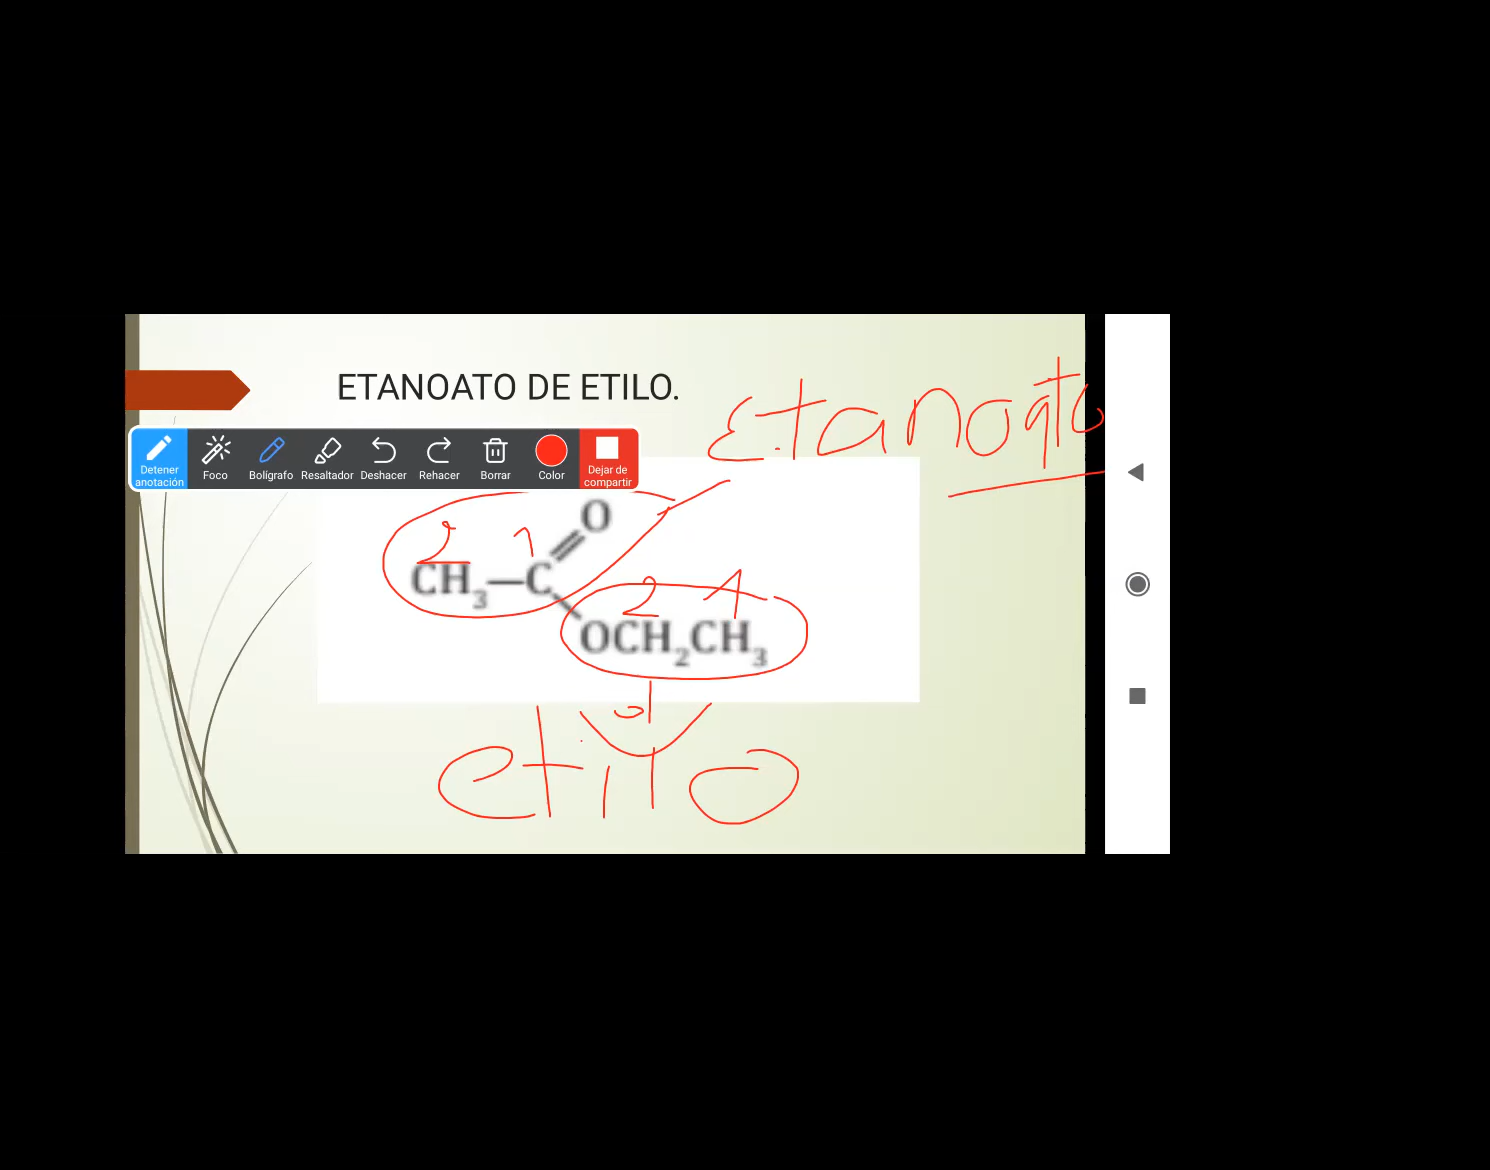 ETANOATO DE ETILO.
Etanoato
Detener anotación
Foco
Bolígrafo
Resaltador
Deshacer
Rehacer
Borrar
Color
Dejar de compartir
O
2 1
CH₃—C
2 1
OCH₂CH₃
etilo